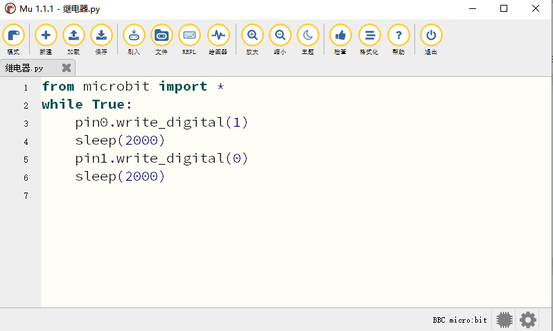 Mu 1.1.1 - 继电器.py
模式 新建 加载 保存 刷入 文件 REPL 绘图器 放大 缩小 主题 检查 格式化 帮助 退出
继电器.py
1 from microbit import *
2 while True:
3 pin0.write_digital(1)
4 sleep(2000)
5 pin1.write_digital(0)
6 sleep(2000)
7
BBC micro:bit